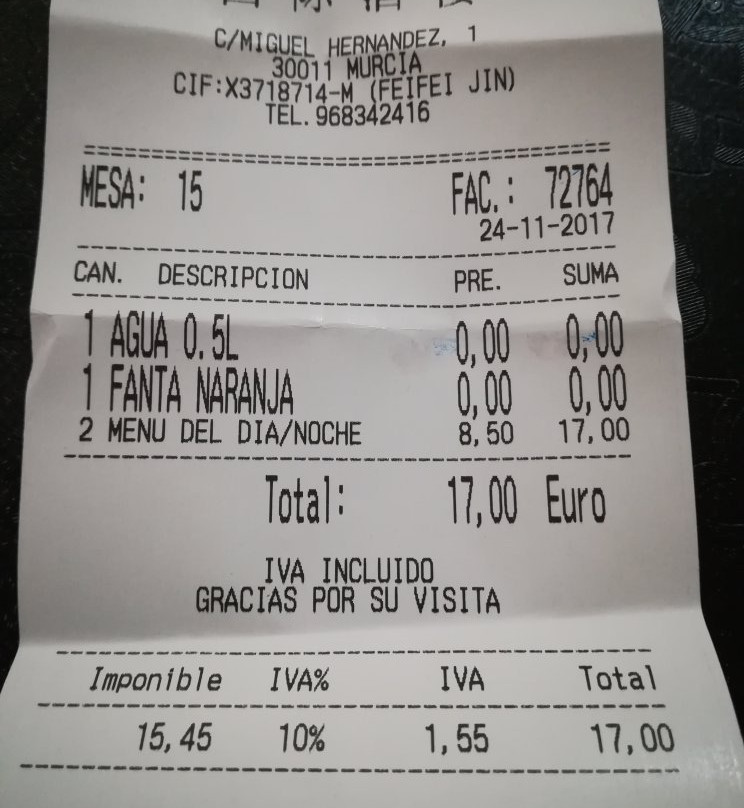 C/MIGUEL HERNANDEZ, 1
30011 MURCIA
CIF:X3718714-M (FEIFEI JIN)
TEL. 968342416
MESA: 15 FAC.: 72764
24-11-2017
CAN. DESCRIPCION PRE. SUMA
1 AGUA 0.5L 0,00 0,00
1 FANTA NARANJA 0,00 0,00
2 MENU DEL DIA/NOCHE 8,50 17,00
Total: 17,00 Euro
IVA INCLUIDO
GRACIAS POR SU VISITA
Imponible IVA% IVA Total
15,45 10% 1,55 17,00